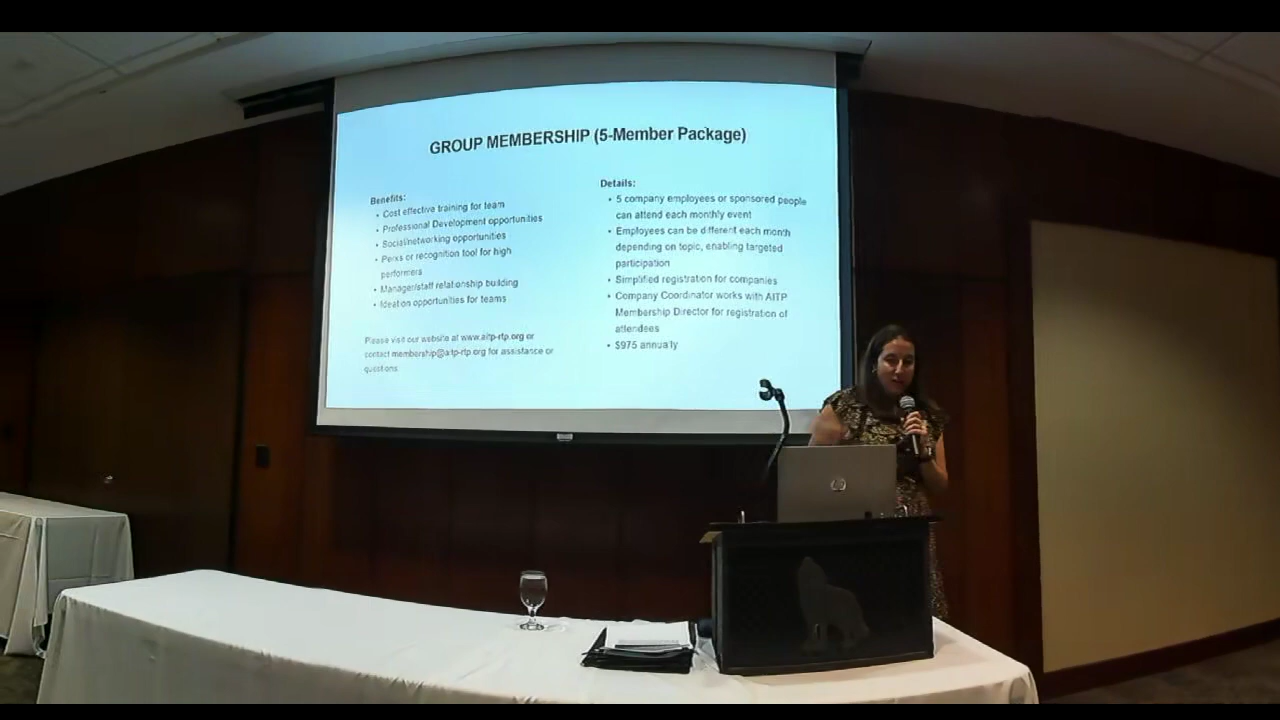 GROUP MEMBERSHIP (5-Member Package)
Benefits:
• Cost effective training for team
• Professional Development opportunities
• Social/networking opportunities
• Perks or recognition tool for high
performers
• Manager/staff relationship building
• Ideation opportunities for teams
Please visit our website at www.aitp-rtp.org or
contact membership@aitp-rtp.org for assistance or
questions.
Details:
• 5 company employees or sponsored people
can attend each monthly event
• Employees can be different each month
depending on topic, enabling targeted
participation
• Simplified registration for companies
• Company Coordinator works with AITP
Membership Director for registration of
attendees
• $975 annually
hp